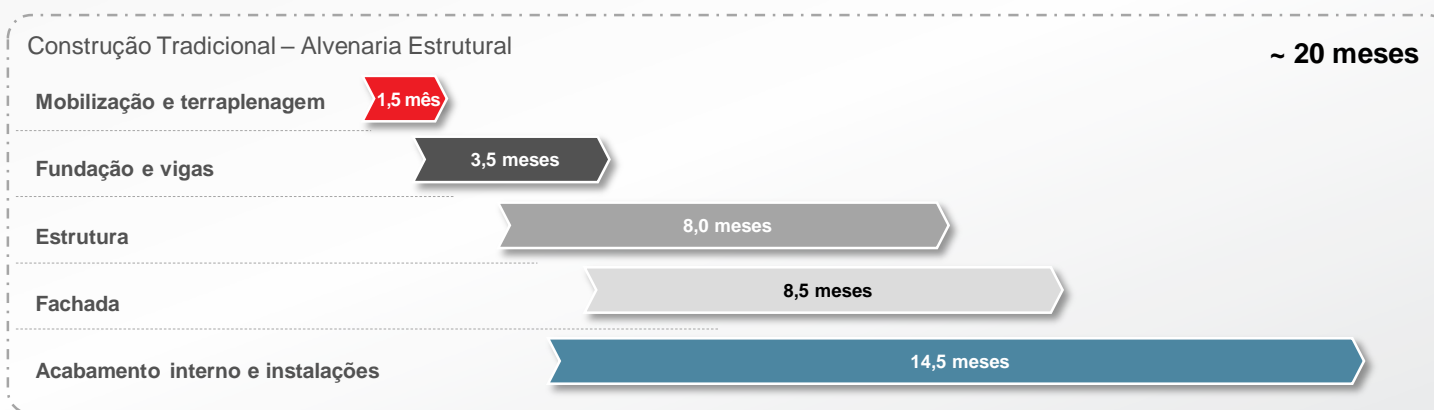 Construção Tradicional – Alvenaria Estrutural
~ 20 meses
Mobilização e terraplenagem
1,5 mês
Fundação e vigas
3,5 meses
Estrutura
8,0 meses
Fachada
8,5 meses
Acabamento interno e instalações
14,5 meses